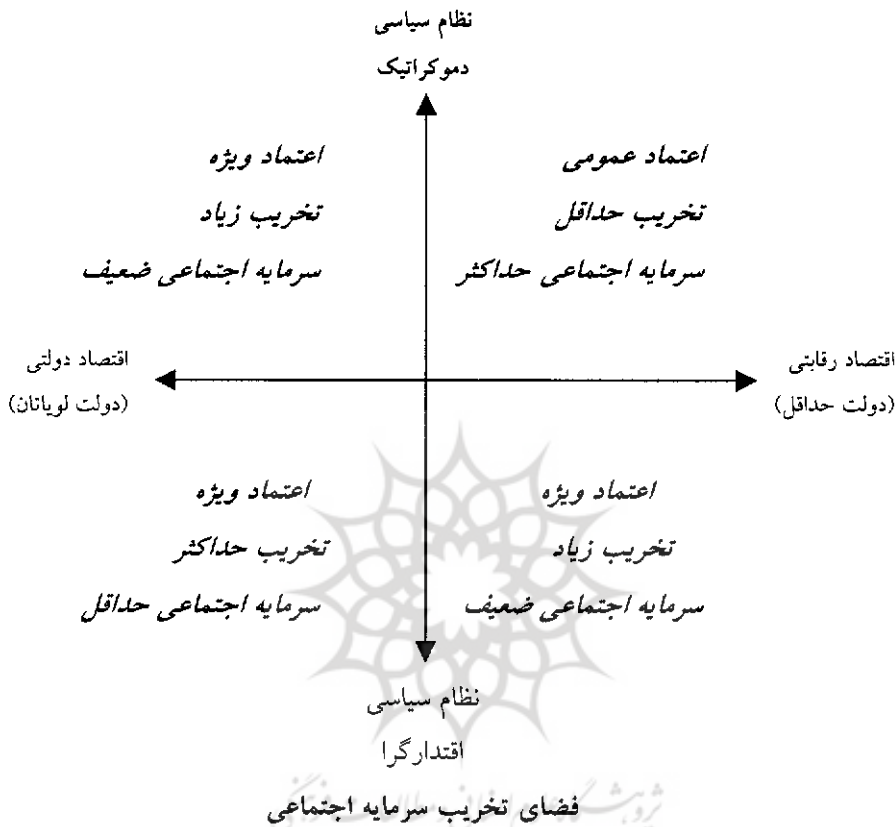 نظام سیاسی
دموکراتیک
اعتماد عمومی
تخریب حداقل
سرمایه اجتماعی حداکثر
اعتماد ویژه
تخریب زیاد
سرمایه اجتماعی ضعیف
اقتصاد رقابتی
(دولت حداقل)
اقتصاد دولتی
(دولت لویاتان)
اعتماد ویژه
تخریب زیاد
سرمایه اجتماعی ضعیف
اعتماد ویژه
تخریب حداکثر
سرمایه اجتماعی حداقل
نظام سیاسی
اقتدارگرا
فضای تخریب سرمایه اجتماعی